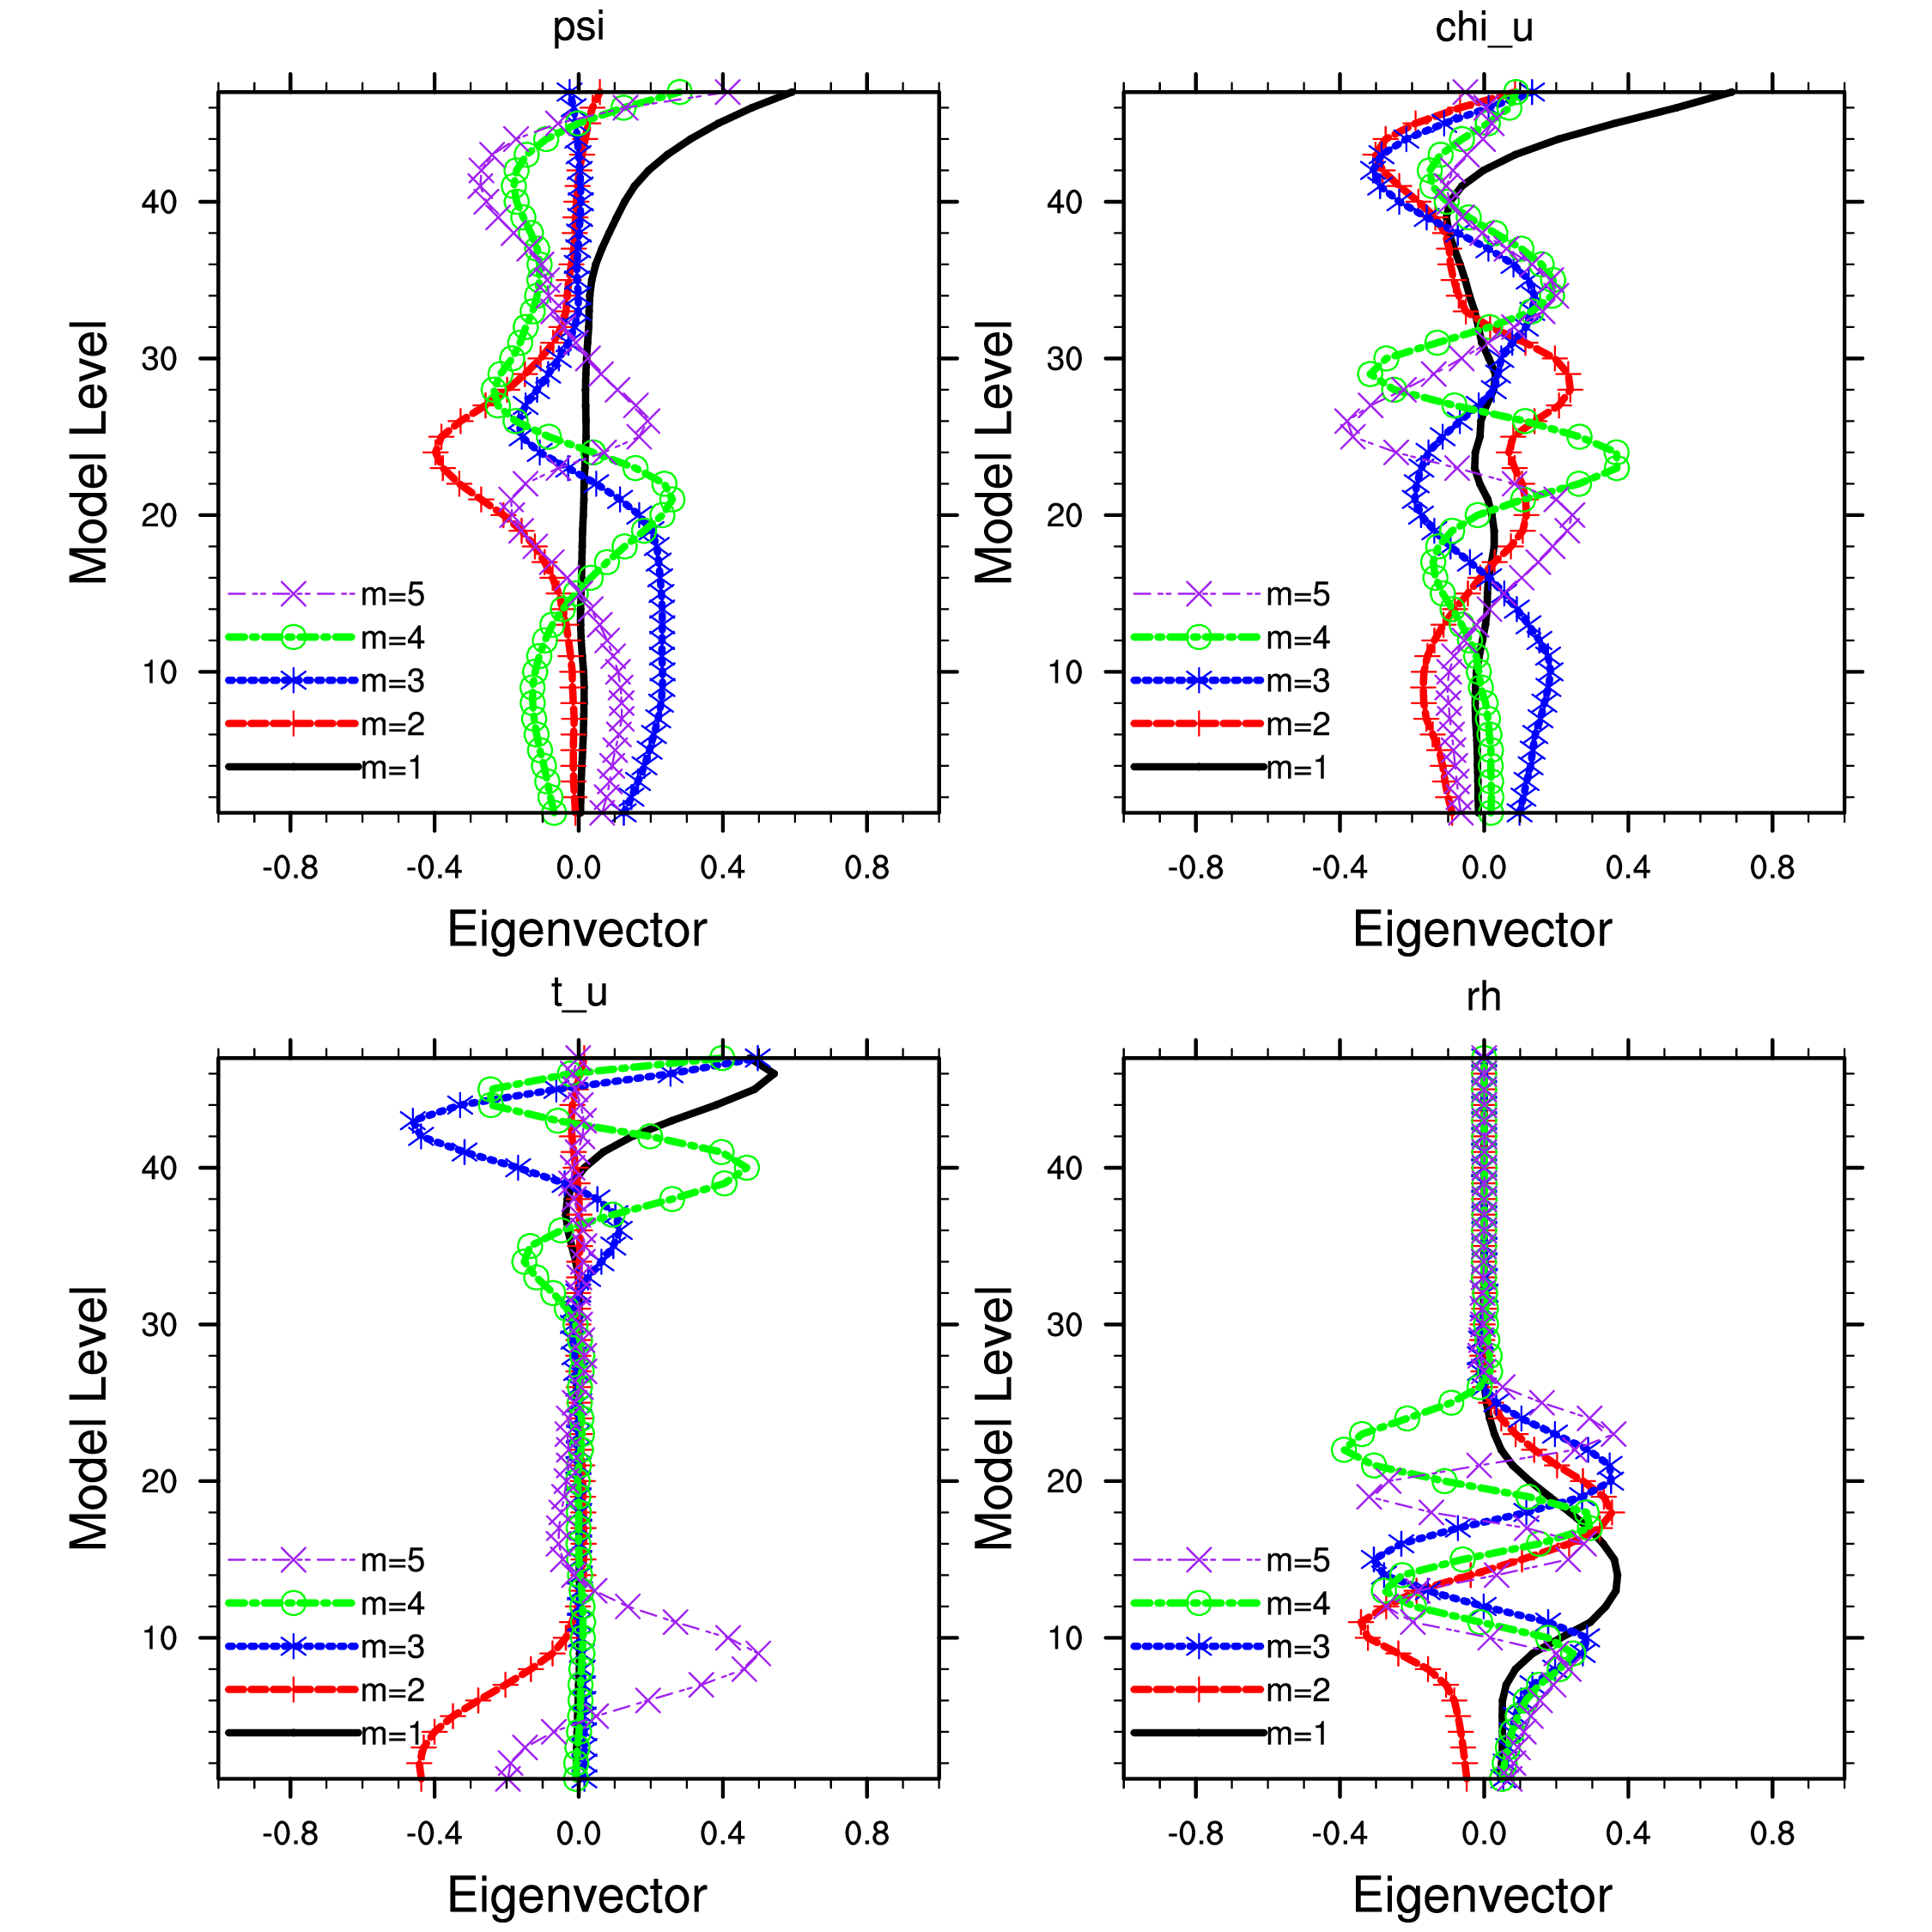 psi
Model Level
40
30
20
10
m=5
m=4
m=3
m=2
m=1
-0.8 -0.4 0.0 0.4 0.8
Eigenvector
chi_u
Model Level
40
30
20
10
m=5
m=4
m=3
m=2
m=1
-0.8 -0.4 0.0 0.4 0.8
Eigenvector
t_u
Model Level
40
30
20
10
m=5
m=4
m=3
m=2
m=1
-0.8 -0.4 0.0 0.4 0.8
Eigenvector
rh
Model Level
40
30
20
10
m=5
m=4
m=3
m=2
m=1
-0.8 -0.4 0.0 0.4 0.8
Eigenvector